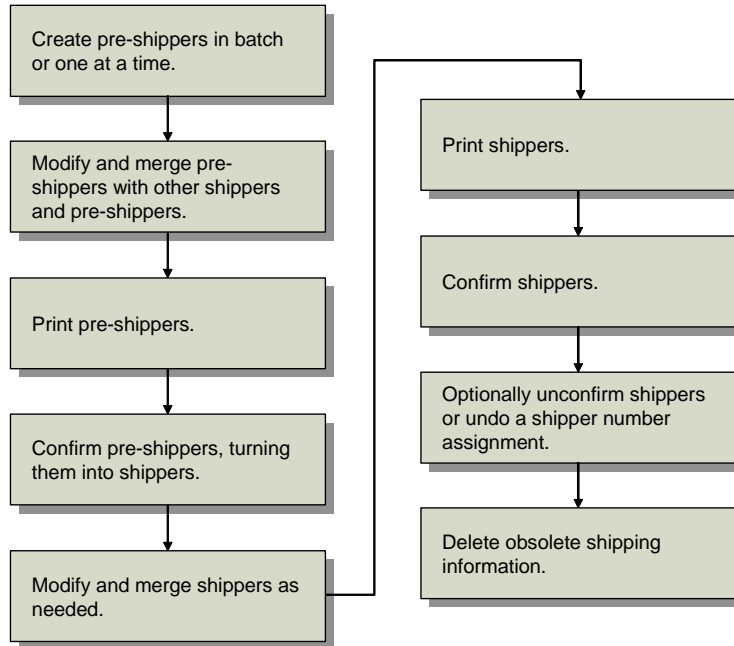 Create pre-shippers in batch
or one at a time.
Modify and merge pre-
shippers with other shippers
and pre-shippers.
Print pre-shippers.
Confirm pre-shippers, turning
them into shippers.
Modify and merge shippers as
needed.
Print shippers.
Confirm shippers.
Optionally unconfirm shippers
or undo a shipper number
assignment.
Delete obsolete shipping
information.